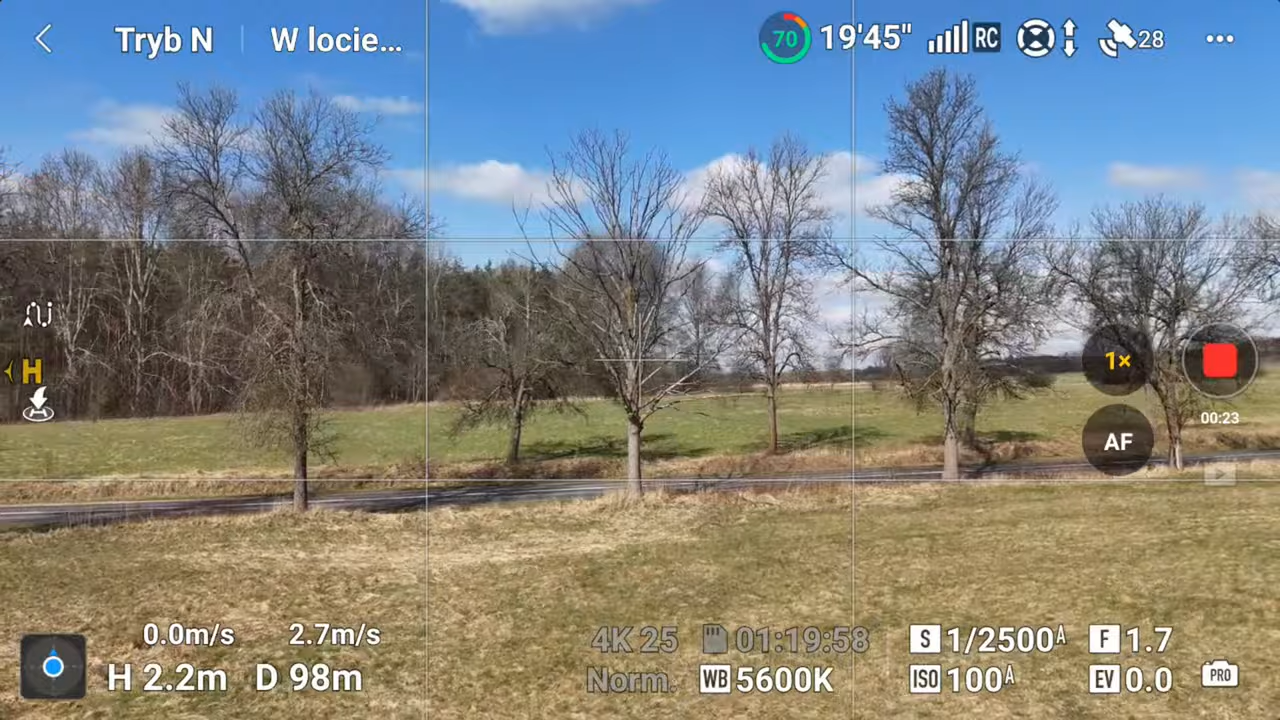 Tryb N W locie... 70 19'45" RC 28
H
1×
00:23
AF
0.0m/s 2.7m/s 4K 25 01:19:58 S 1/2500A F 1.7
H 2.2m D 98m Norm. WB 5600K ISO 100A EV 0.0 PRO